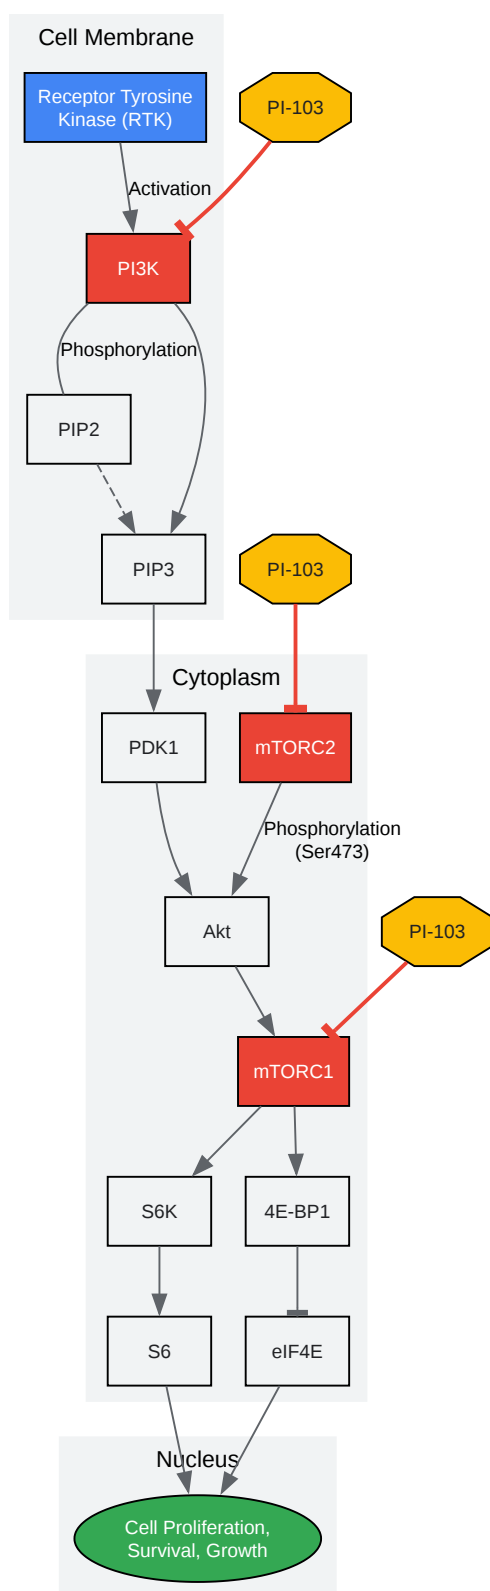 Cell Membrane
Receptor Tyrosine
Kinase (RTK)
PI-103
Activation
PI3K
Phosphorylation
PIP2
PIP3
PI-103
Cytoplasm
PDK1
mTORC2
Phosphorylation
(Ser473)
Akt
PI-103
mTORC1
S6K
4E-BP1
S6
eIF4E
Nucleus
Cell Proliferation,
Survival, Growth